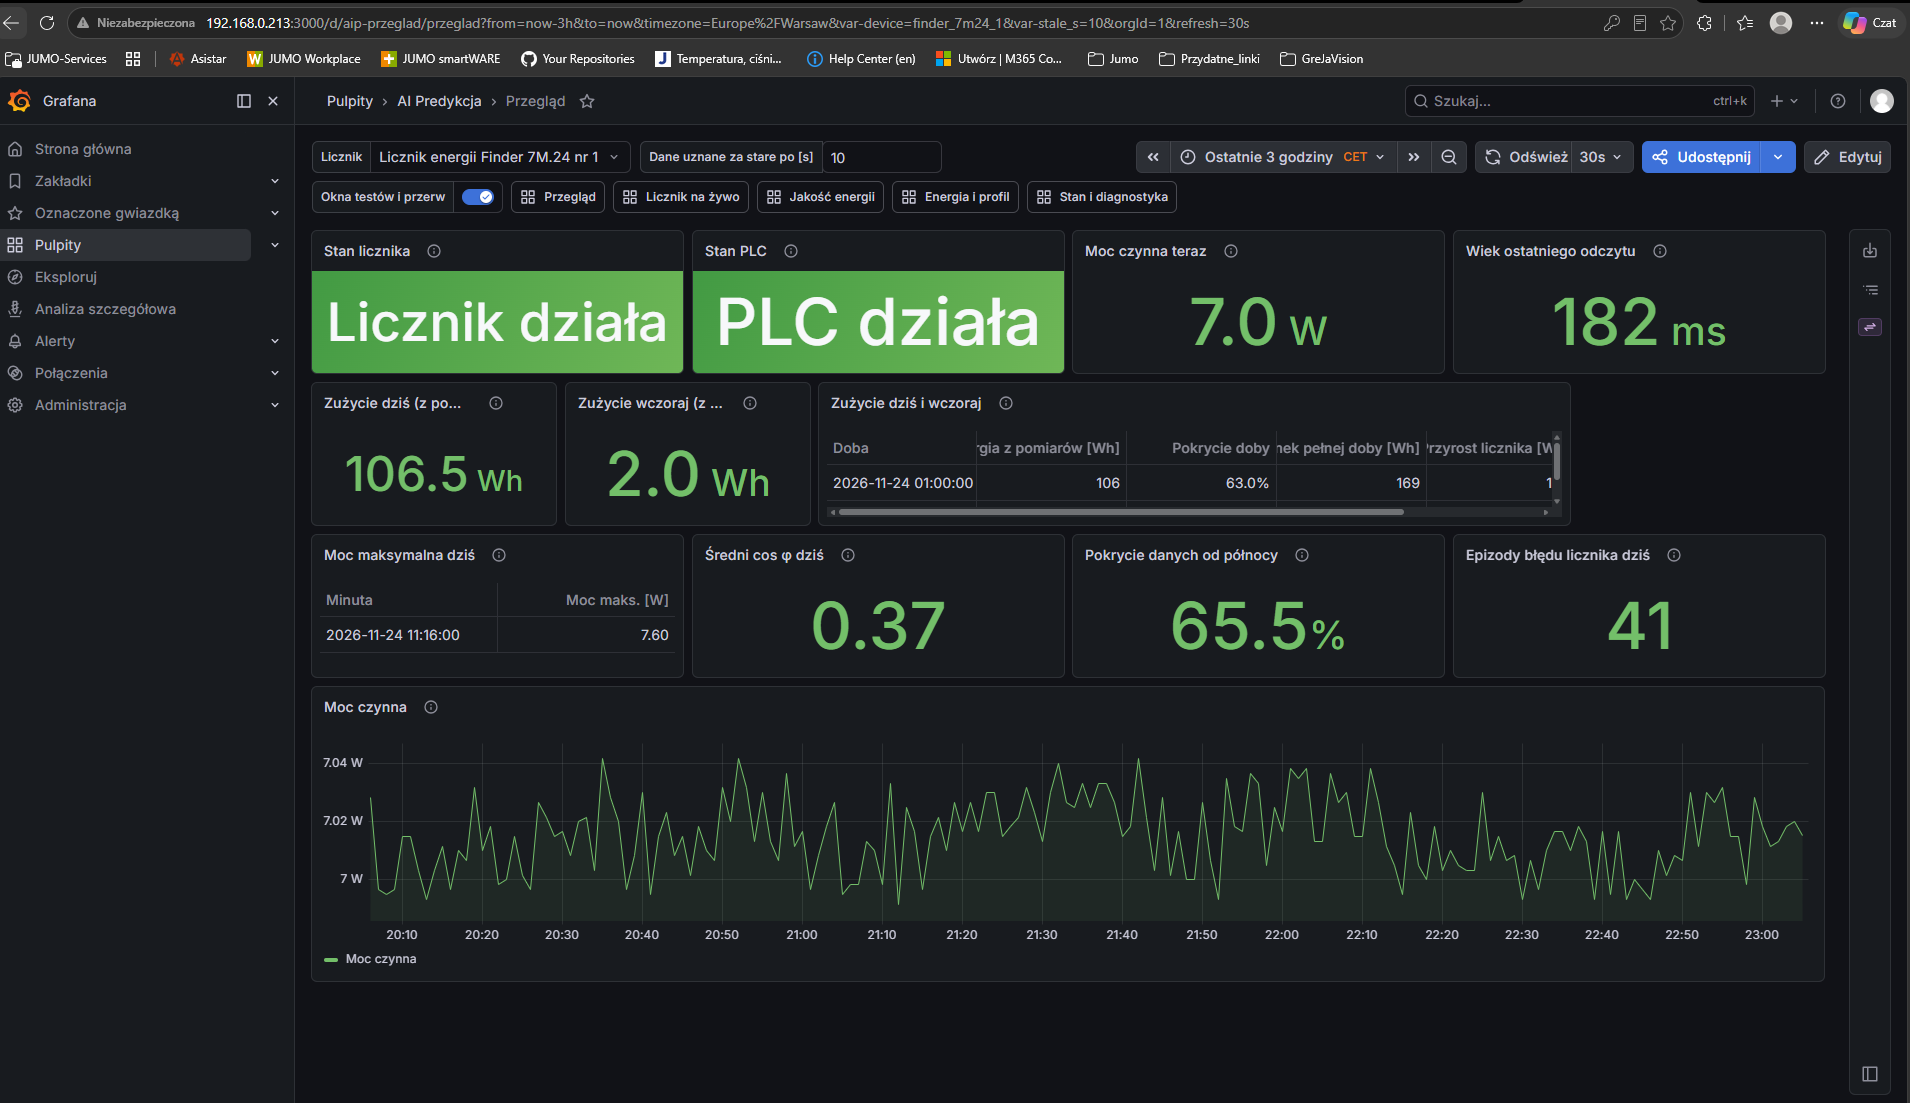 Niezabezpieczona 192.168.0.213:3000/d/aip-przeglad/przeglad?from=now-3h&to=now&timezone=Europe%2FWarsaw&var-device=finder_7m24_1&var-stale_s=10&orgId=1&refresh=30s
Czat
JUMO-Services Asistar JUMO Workplace JUMO smartWARE Your Repositories Temperatura, ciśni... Help Center (en) Utwórz | M365 Co... Jumo Przydatne_linki GreJaVision
Grafana
Pulpity › AI Predykcja › Przegląd
Szukaj... ctrl+k
Strona główna
Zakładki
Oznaczone gwiazdką
Pulpity
Eksploruj
Analiza szczegółowa
Alerty
Połączenia
Administracja
Licznik Licznik energii Finder 7M.24 nr 1 Dane uznane za stare po [s] 10
Ostatnie 3 godziny CET Odśwież 30s Udostępnij Edytuj
Okna testów i przerw Przegląd Licznik na żywo Jakość energii Energia i profil Stan i diagnostyka
Stan licznika
Licznik działa
Stan PLC
PLC działa
Moc czynna teraz
7.0 W
Wiek ostatniego odczytu
182 ms
Zużycie dziś (z po...
106.5 Wh
Zużycie wczoraj (z ...
2.0 Wh
Zużycie dziś i wczoraj
Doba rgia z pomiarów [Wh] Pokrycie doby nek pełnej doby [Wh] Przyrost licznika [W
2026-11-24 01:00:00 106 63.0% 169 1
Moc maksymalna dziś
Minuta Moc maks. [W]
2026-11-24 11:16:00 7.60
Średni cos φ dziś
0.37
Pokrycie danych od północy
65.5%
Epizody błędu licznika dziś
41
Moc czynna
7.04 W
7.02 W
7 W
20:10 20:20 20:30 20:40 20:50 21:00 21:10 21:20 21:30 21:40 21:50 22:00 22:10 22:20 22:30 22:40 22:50 23:00
Moc czynna